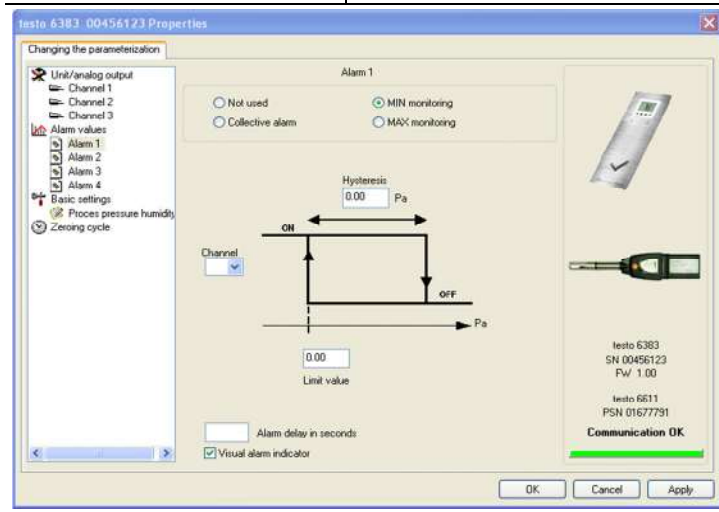 testo 6383 00456123 Properties
Changing the parameterization
Unit/analog output
Channel 1
Channel 2
Channel 3
Alarm values
Alarm 1
Alarm 2
Alarm 3
Alarm 4
Basic settings
Proces pressure humidity
Zeroing cycle
Alarm 1
Not used
MIN monitoring
Collective alarm
MAX monitoring
Hysteresis
0.00 Pa
ON
Channel
OFF
Pa
0.00
Limit value
Alarm delay in seconds
Visual alarm indicator
testo 6383
SN 00456123
FW 1.00
testo 6611
PSN 01677791
Communication OK
OK Cancel Apply